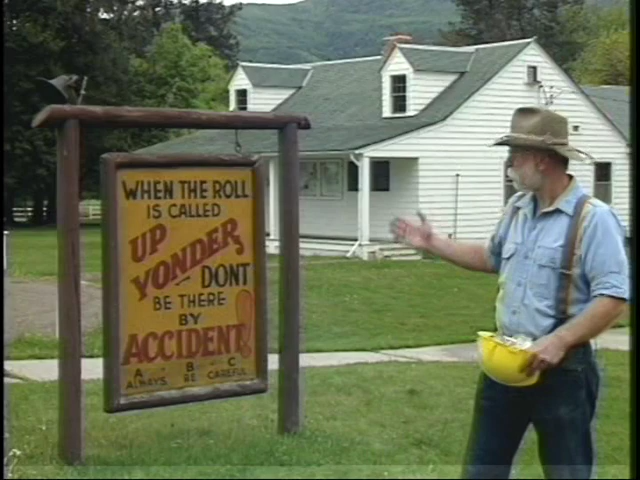 WHEN THE ROLL
IS CALLED
UP
YONDER,
- DONT
BE THERE
BY
ACCIDENT!
A - B - C
ALWAYS BE CAREFUL